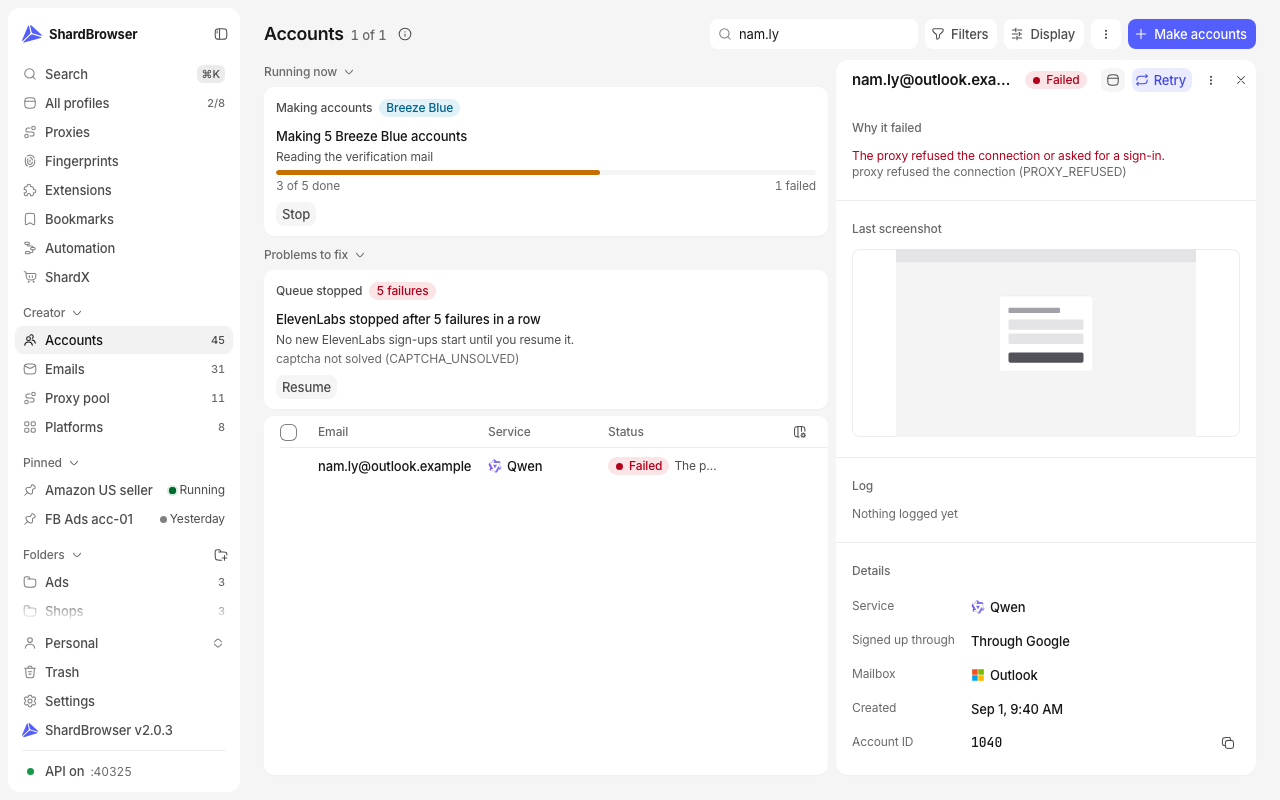 ShardBrowser
Search ⌘K
All profiles 2/8
Proxies
Fingerprints
Extensions
Bookmarks
Automation
ShardX
Creator
Accounts 45
Emails 31
Proxy pool 11
Platforms 8
Pinned
Amazon US seller Running
FB Ads acc-01 Yesterday
Folders
Ads 3
Shops 3
Personal
Trash
Settings
ShardBrowser v2.0.3
API on :40325
Accounts 1 of 1
nam.ly
Filters
Display
Make accounts
Running now
Making accounts Breeze Blue
Making 5 Breeze Blue accounts
Reading the verification mail
3 of 5 done 1 failed
Stop
Problems to fix
Queue stopped 5 failures
ElevenLabs stopped after 5 failures in a row
No new ElevenLabs sign-ups start until you resume it.
captcha not solved (CAPTCHA_UNSOLVED)
Resume
Email Service Status
nam.ly@outlook.example Qwen Failed The p…
nam.ly@outlook.exa… Failed Retry
Why it failed
The proxy refused the connection or asked for a sign-in.
proxy refused the connection (PROXY_REFUSED)
Last screenshot
Log
Nothing logged yet
Details
Service Qwen
Signed up through Through Google
Mailbox Outlook
Created Sep 1, 9:40 AM
Account ID 1040